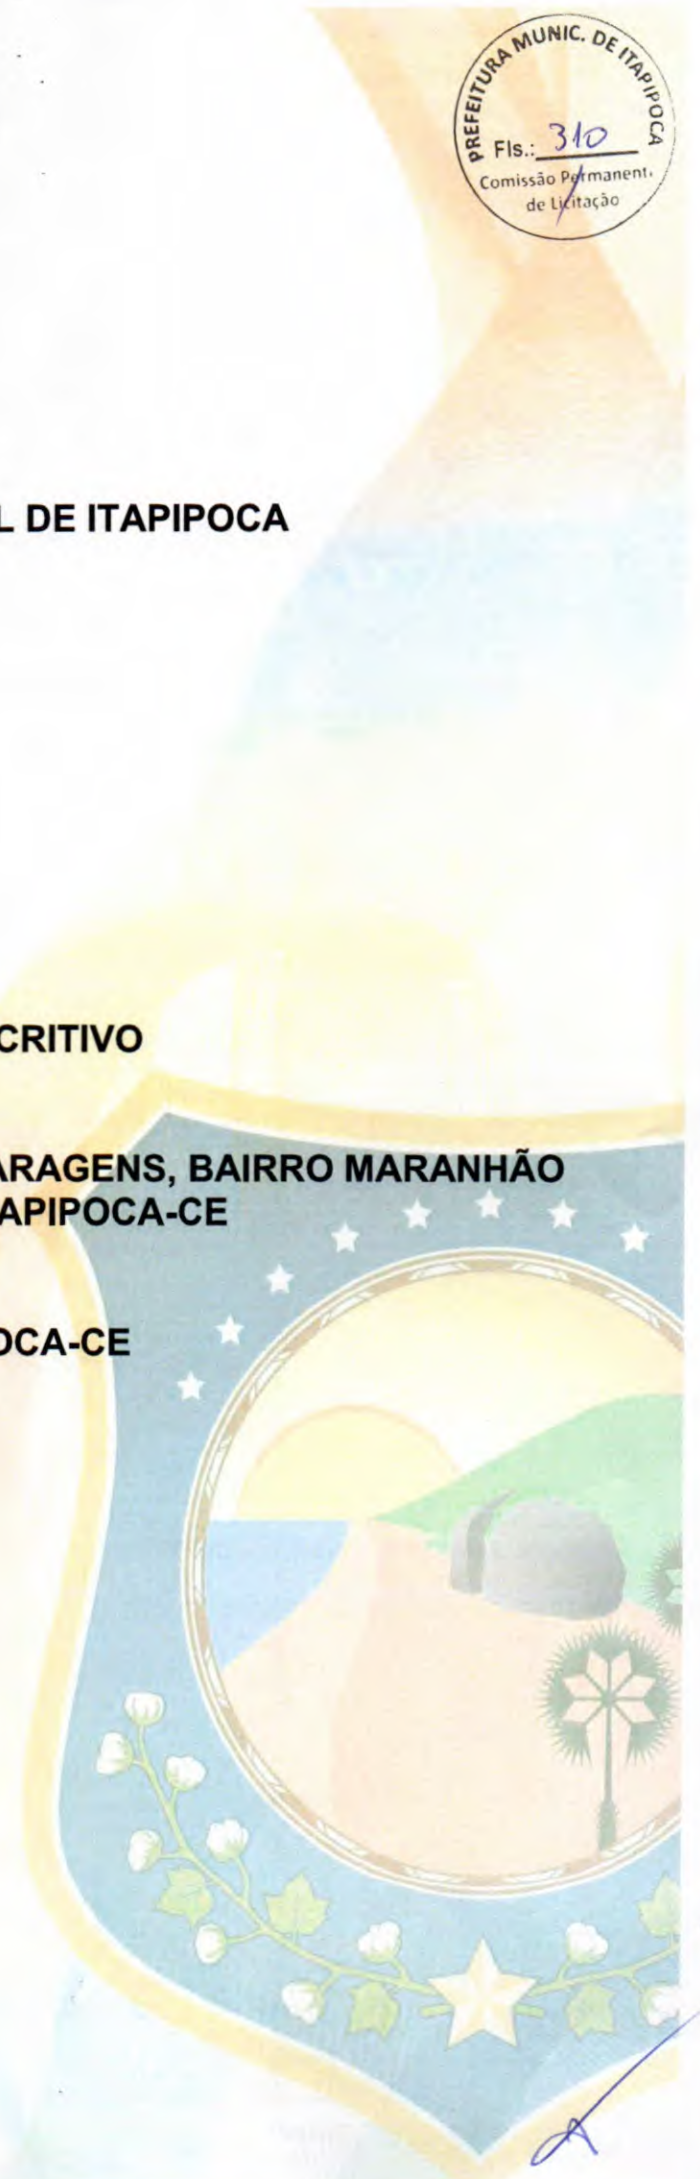 PREFEITURA MUNIC. DE ITAPIPOCA
Fls.: 310
Comissão Permanent.
de Licitação
L DE ITAPIPOCA
CRITIVO
ARAGENS, BAIRRO MARANHÃO
APIPOCA-CE
OCA-CE